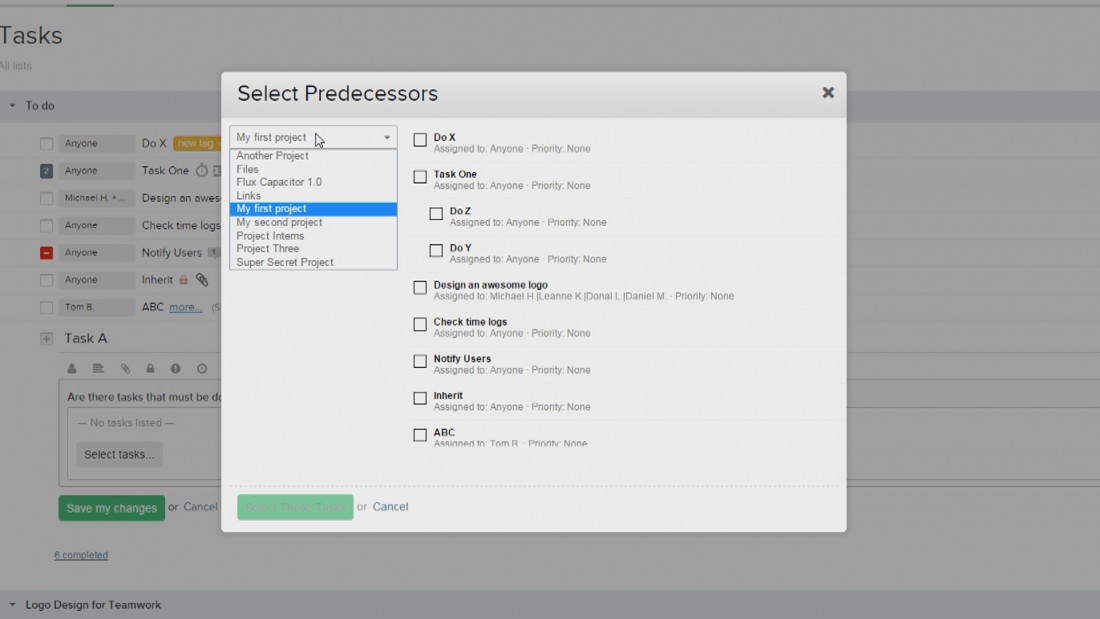 Tasks
All lists
To do
Anyone Do X new tag
2 Anyone Task One
Michael H. +... Design an awes
Anyone Check time logs
Anyone Notify Users
Anyone Inherit
Tom B. ABC more...
Task A
Are there tasks that must be do
— No tasks listed —
Select tasks...
Save my changes or Cancel
6 completed
Logo Design for Teamwork
Select Predecessors
My first project
Another Project
Files
Flux Capacitor 1.0
Links
My first project
My second project
Project Interns
Project Three
Super Secret Project
Do X
Assigned to: Anyone · Priority: None
Task One
Assigned to: Anyone · Priority: None
Do Z
Assigned to: Anyone · Priority: None
Do Y
Assigned to: Anyone · Priority: None
Design an awesome logo
Assigned to: Michael H.|Leanne K.|Donal L.|Daniel M. · Priority: None
Check time logs
Assigned to: Anyone · Priority: None
Notify Users
Assigned to: Anyone · Priority: None
Inherit
Assigned to: Anyone · Priority: None
ABC
Assigned to: Tom B. · Priority: None
Select These Tasks or Cancel